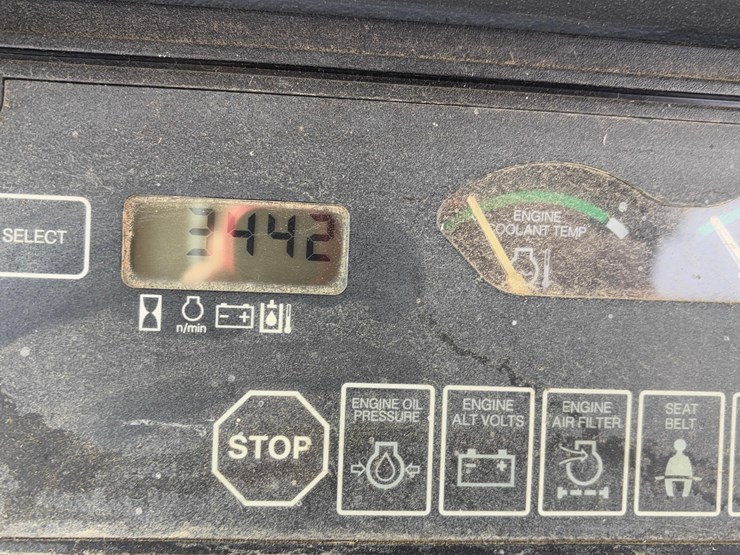 SELECT
3442
n/min
ENGINE
COOLANT TEMP
STOP
ENGINE OIL
PRESSURE
ENGINE
ALT VOLTS
ENGINE
AIR FILTER
SEAT
BELT